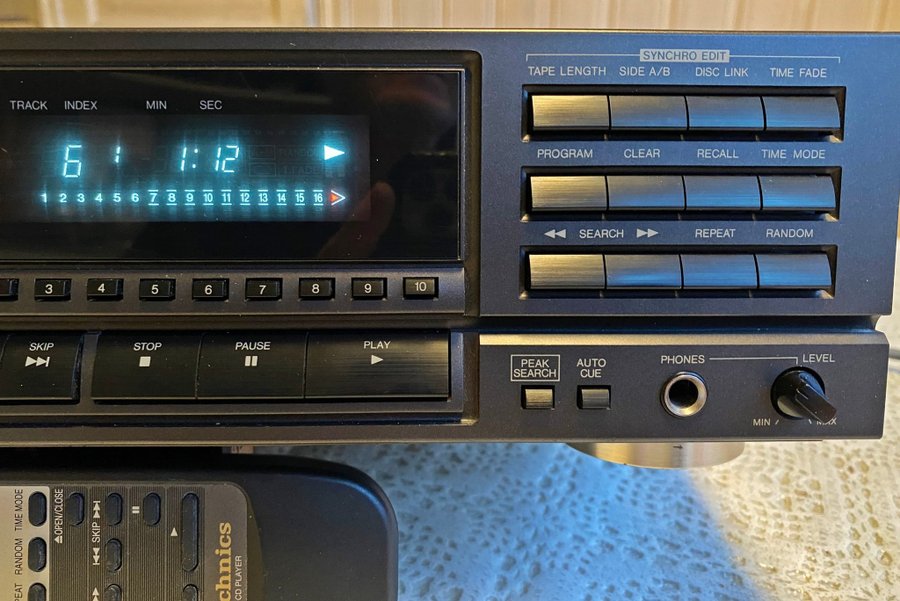 SYNCHRO EDIT
TAPE LENGTH SIDE A/B DISC LINK TIME FADE
TRACK INDEX MIN SEC
6 1 1:12
1 2 3 4 5 6 7 8 9 10 11 12 13 14 15 16
PROGRAM CLEAR RECALL TIME MODE
SEARCH REPEAT RANDOM
3 4 5 6 7 8 9 10
SKIP STOP PAUSE PLAY
PEAK SEARCH
AUTO CUE
PHONES LEVEL
MIN MAX
TIME MODE
RANDOM
PEAT
OPEN/CLOSE
SKIP
chnics
CD PLAYER